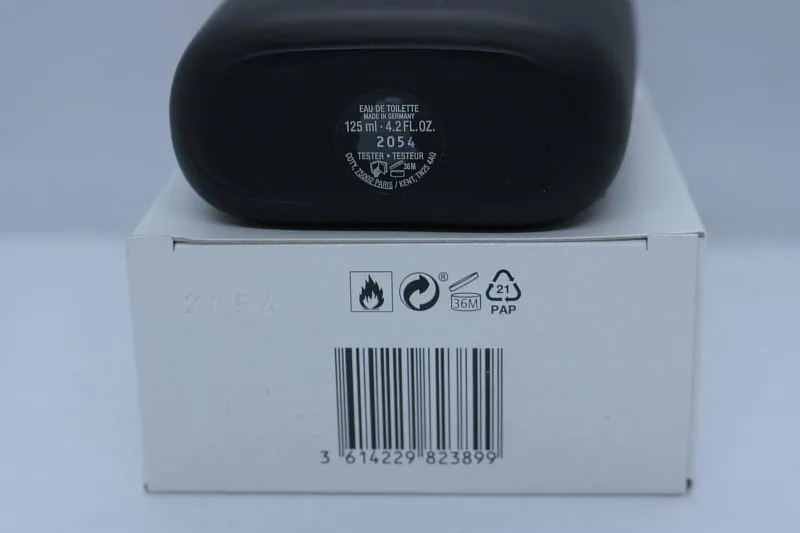 EAU DE TOILETTE
MADE IN GERMANY
125 ml · 4.2 FL.OZ.
2054
TESTER • TESTEUR
36M
COTY, 75002 PARIS / KENT, TN25 4AQ
2054
®
36M
21
PAP
3 614229 823899